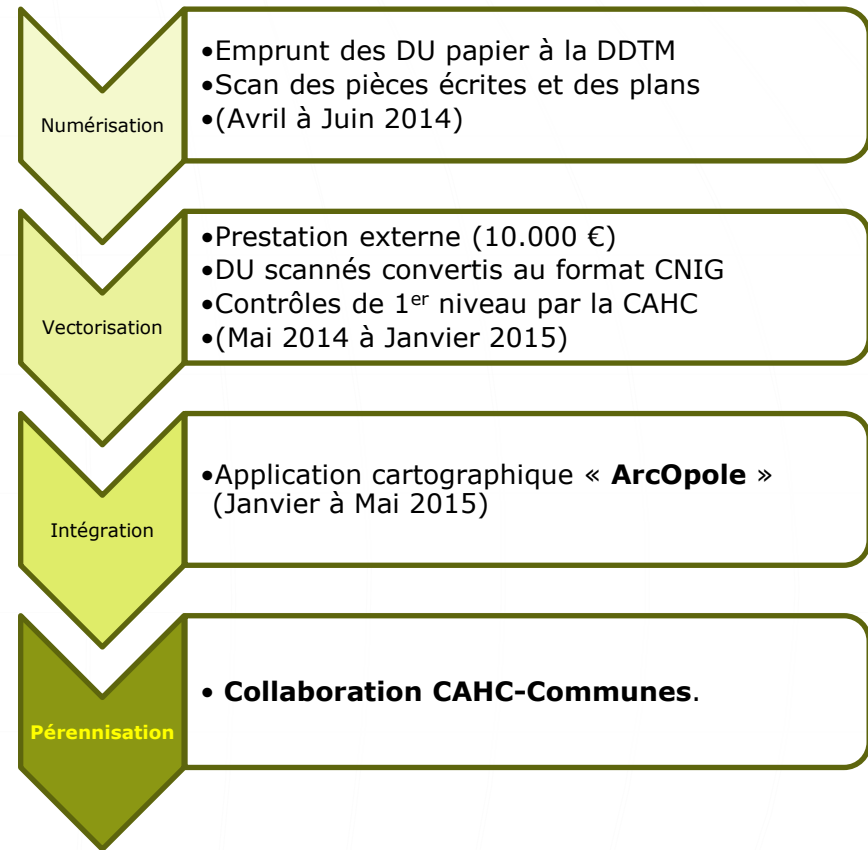 Numérisation
•Emprunt des DU papier à la DDTM
•Scan des pièces écrites et des plans
•(Avril à Juin 2014)
Vectorisation
•Prestation externe (10.000 €)
•DU scannés convertis au format CNIG
•Contrôles de 1er niveau par la CAHC
•(Mai 2014 à Janvier 2015)
Intégration
•Application cartographique « ArcOpole »
(Janvier à Mai 2015)
Pérennisation
• Collaboration CAHC-Communes.